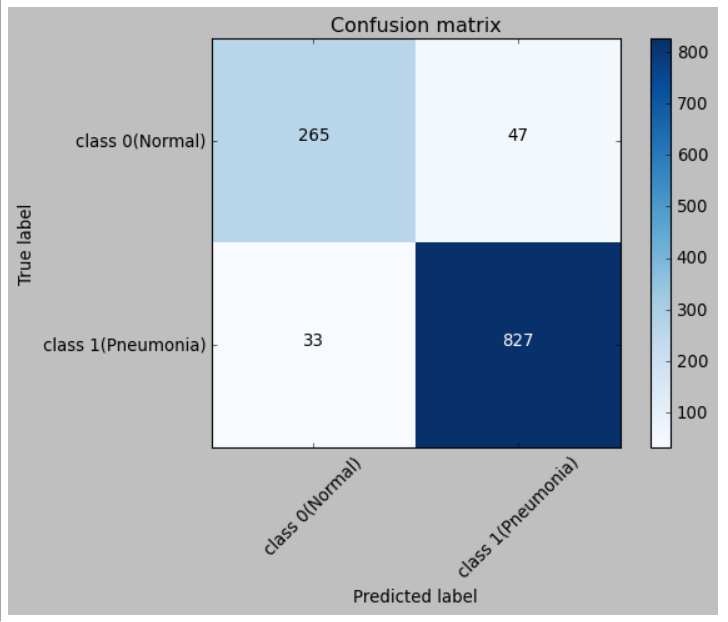 Confusion matrix
class 0(Normal)
265
47
True label
class 1(Pneumonia)
33
827
class 0(Normal)
class 1(Pneumonia)
Predicted label
800
700
600
500
400
300
200
100